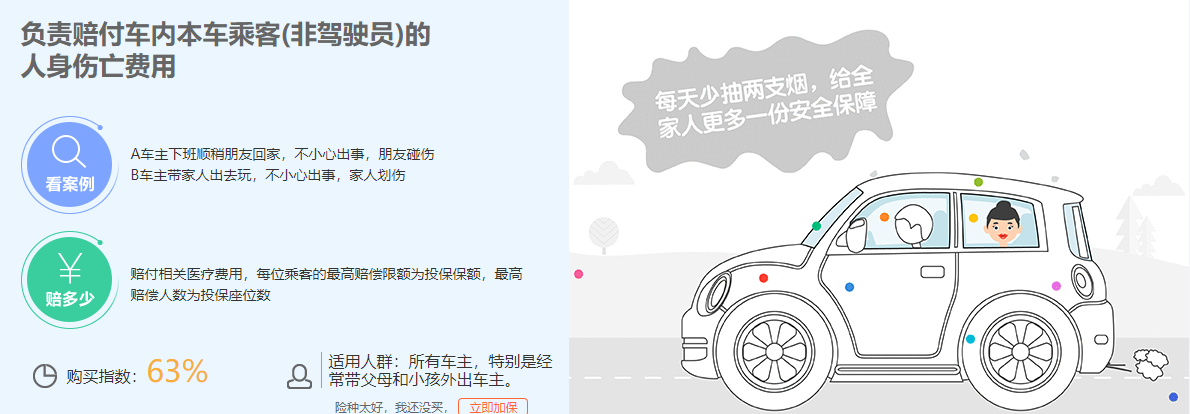 负责赔付车内本车乘客(非驾驶员)的
人身伤亡费用
看案例
A车主下班顺稍朋友回家，不小心出事，朋友碰伤
B车主带家人出去玩，不小心出事，家人划伤
¥
赔多少
赔付相关医疗费用，每位乘客的最高赔偿限额为投保保额，最高
赔偿人数为投保座位数
购买指数：63%
适用人群：所有车主，特别是经
常带父母和小孩外出车主。
险种太好，我还没买，
立即加保
每天少抽两支烟，给全
家人更多一份安全保障